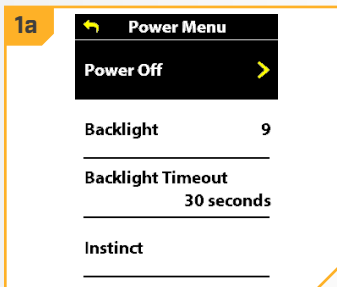 1a
Power Menu
Power Off
Backlight 9
Backlight Timeout
30 seconds
Instinct